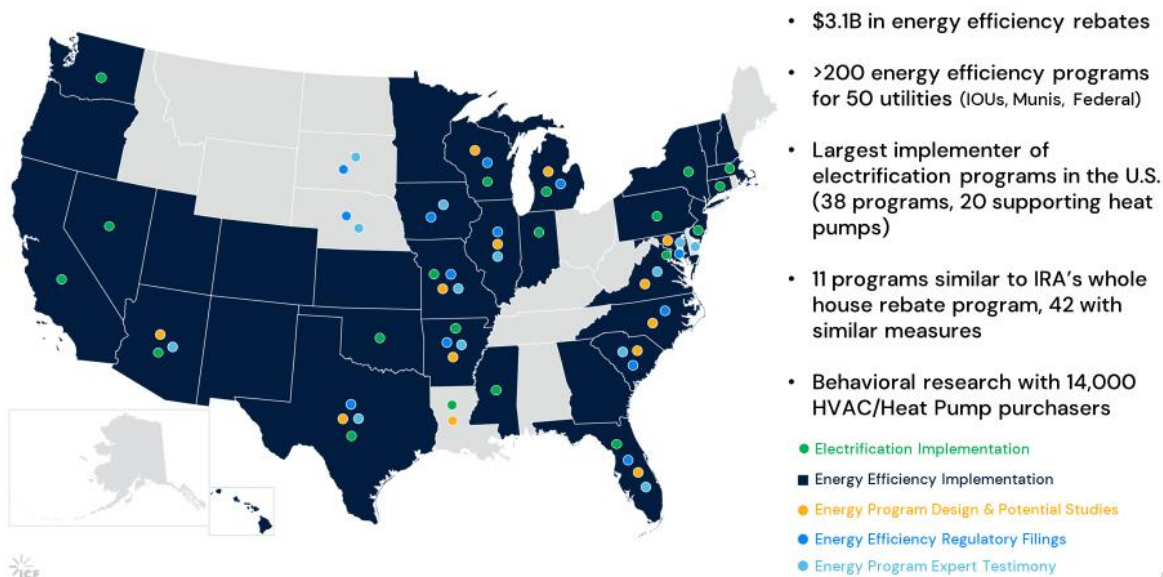 • $3.1B in energy efficiency rebates
• >200 energy efficiency programs
for 50 utilities (IOUs, Munis, Federal)
• Largest implementer of
electrification programs in the U.S.
(38 programs, 20 supporting heat
pumps)
• 11 programs similar to IRA's whole
house rebate program, 42 with
similar measures
• Behavioral research with 14,000
HVAC/Heat Pump purchasers
Electrification Implementation
Energy Efficiency Implementation
Energy Program Design & Potential Studies
Energy Efficiency Regulatory Filings
Energy Program Expert Testimony
ICF